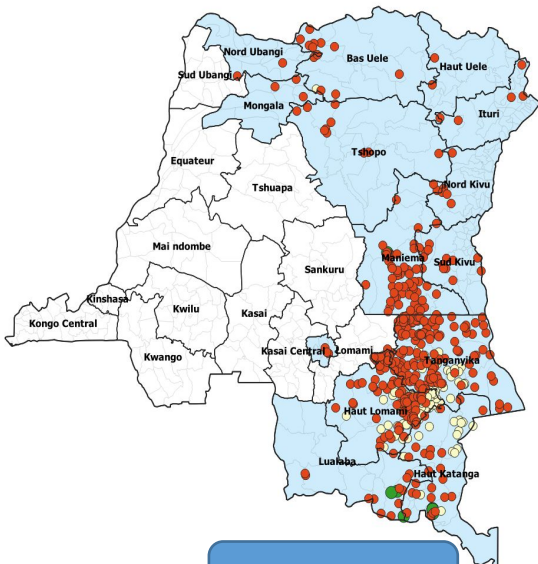 Nord Ubangi
Bas Uele
Haut Uele
Sud Ubangi
Mongala
Ituri
Tshopo
Equateur
Nord Kivu
Tshuapa
Mai ndombe
Maniema
Sud Kivu
Sankuru
Kinshasa
Kwilu
Kasai
Kongo Central
Kasai Central
Lomami
Kwango
Tanganyika
Haut Lomami
Lualaba
Haut Katanga